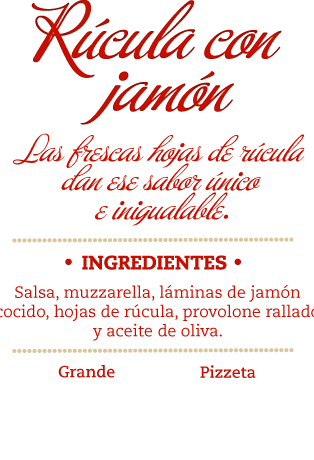 Rúcula con
jamón
Las frescas hojas de rúcula
dan ese sabor único
e inigualable.
• INGREDIENTES •
Salsa, muzzarella, láminas de jamón
cocido, hojas de rúcula, provolone rallado
y aceite de oliva.
Grande Pizzeta